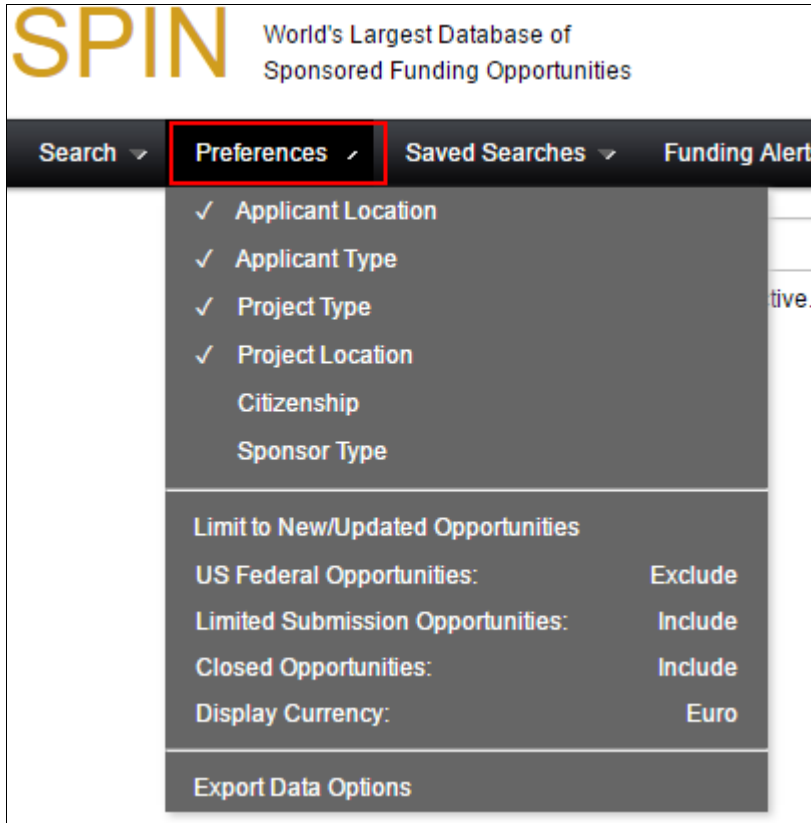 SPIN
World's Largest Database of
Sponsored Funding Opportunities
Search Preferences Saved Searches Funding Alert
✓ Applicant Location
✓ Applicant Type
tive.
✓ Project Type
✓ Project Location
Citizenship
Sponsor Type
Limit to New/Updated Opportunities
US Federal Opportunities: Exclude
Limited Submission Opportunities: Include
Closed Opportunities: Include
Display Currency: Euro
Export Data Options